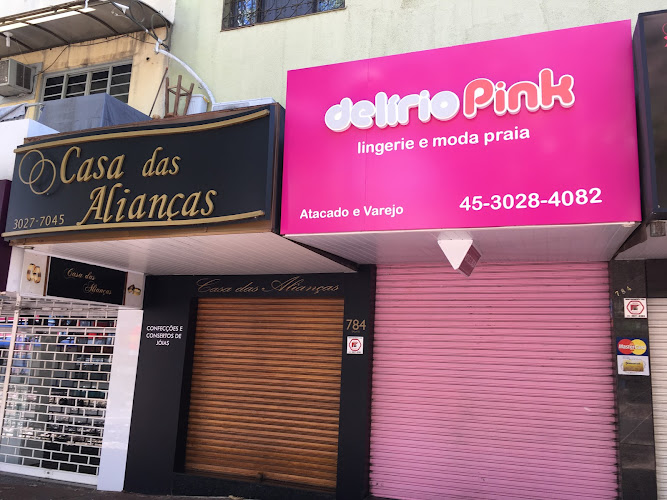 Casa das
Alianças
3027-7045
Casa das
Alianças
Casa das Alianças
CONFECÇÕES E
CONSERTOS DE
JÓIAS
784
delírio Pink
lingerie e moda praia
Atacado e Varejo
45-3028-4082
784
MasterCard